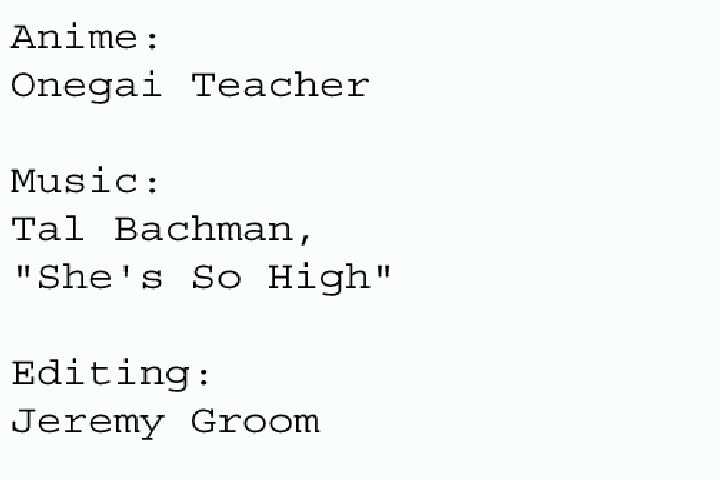 Anime:
Onegai Teacher
Music:
Tal Bachman,
"She's So High"
Editing:
Jeremy Groom